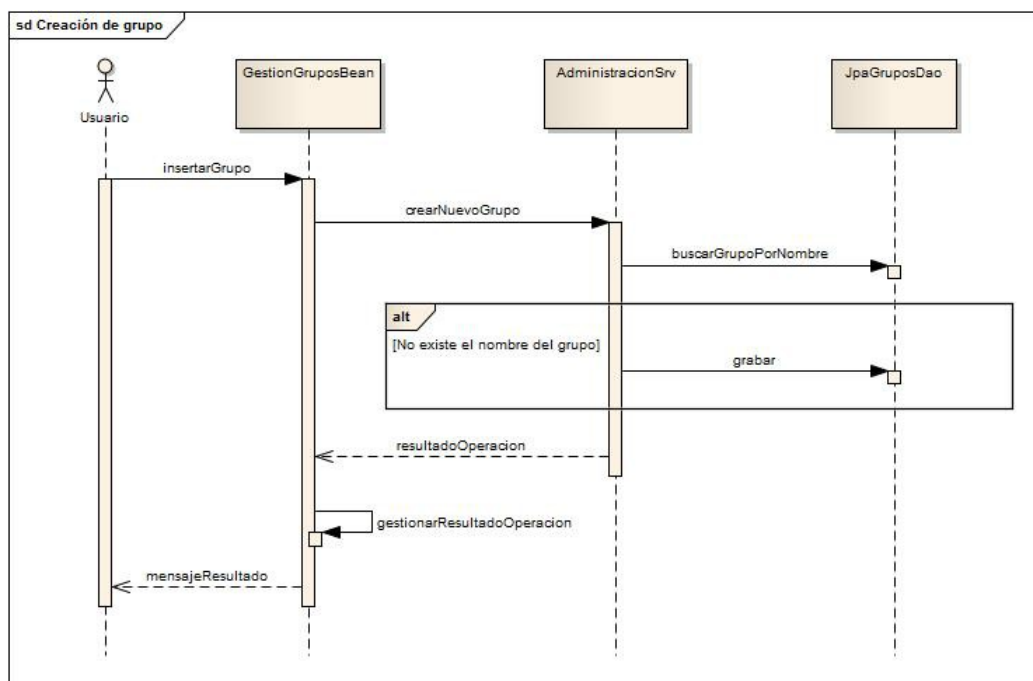 sd Creación de grupo
Usuario
GestionGruposBean
AdministracionSrv
JpaGruposDao
insertarGrupo
crearNuevoGrupo
buscarGrupoPorNombre
alt
[No existe el nombre del grupo]
grabar
resultadoOperacion
gestionarResultadoOperacion
mensajeResultado